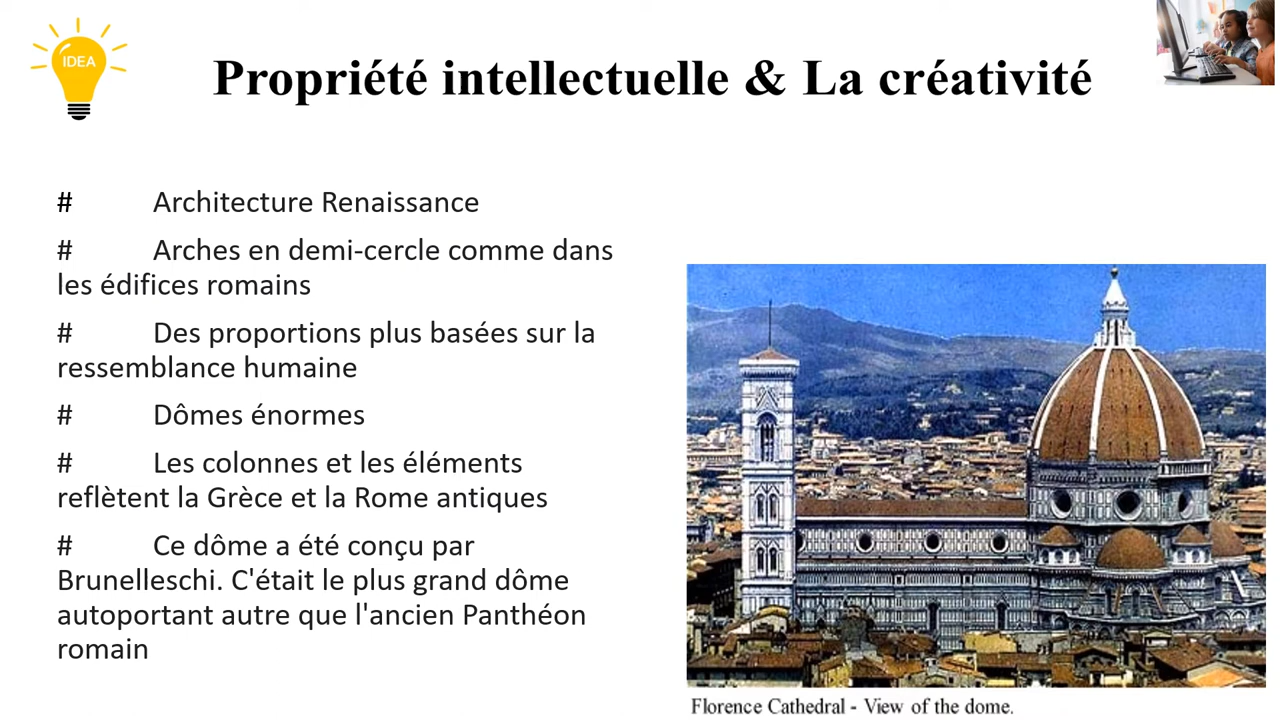 IDEA
Propriété intellectuelle & La créativité
# Architecture Renaissance
# Arches en demi-cercle comme dans
les édifices romains
# Des proportions plus basées sur la
ressemblance humaine
# Dômes énormes
# Les colonnes et les éléments
reflètent la Grèce et la Rome antiques
# Ce dôme a été conçu par
Brunelleschi. C'était le plus grand dôme
autoportant autre que l'ancien Panthéon
romain
Florence Cathedral - View of the dome.